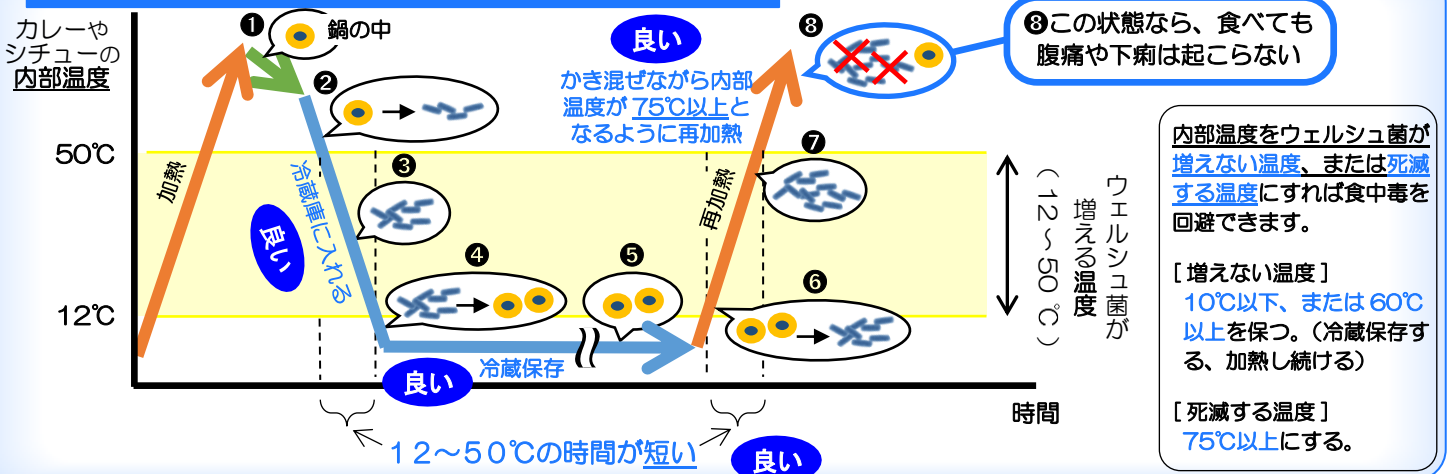 カレーや
シチューの
内部温度
50℃
12℃
加熱
❶
鍋の中
❷
冷蔵庫に入れる
良い
❸
❹
❺
冷蔵保存
良い
良い
かき混ぜながら内部
温度が 75℃以上と
なるように再加熱
再加熱
❻
❼
❽
❽この状態なら、食べても
腹痛や下痢は起こらない
ウェルシュ菌が
増える温度
（12～50℃）
時間
12～50℃の時間が短い
良い
内部温度をウェルシュ菌が
増えない温度、または死滅
する温度にすれば食中毒を
回避できます。
[ 増えない温度 ]
10℃以下、または 60℃
以上を保つ。（冷蔵保存す
る、加熱し続ける）
[ 死滅する温度 ]
75℃以上にする。